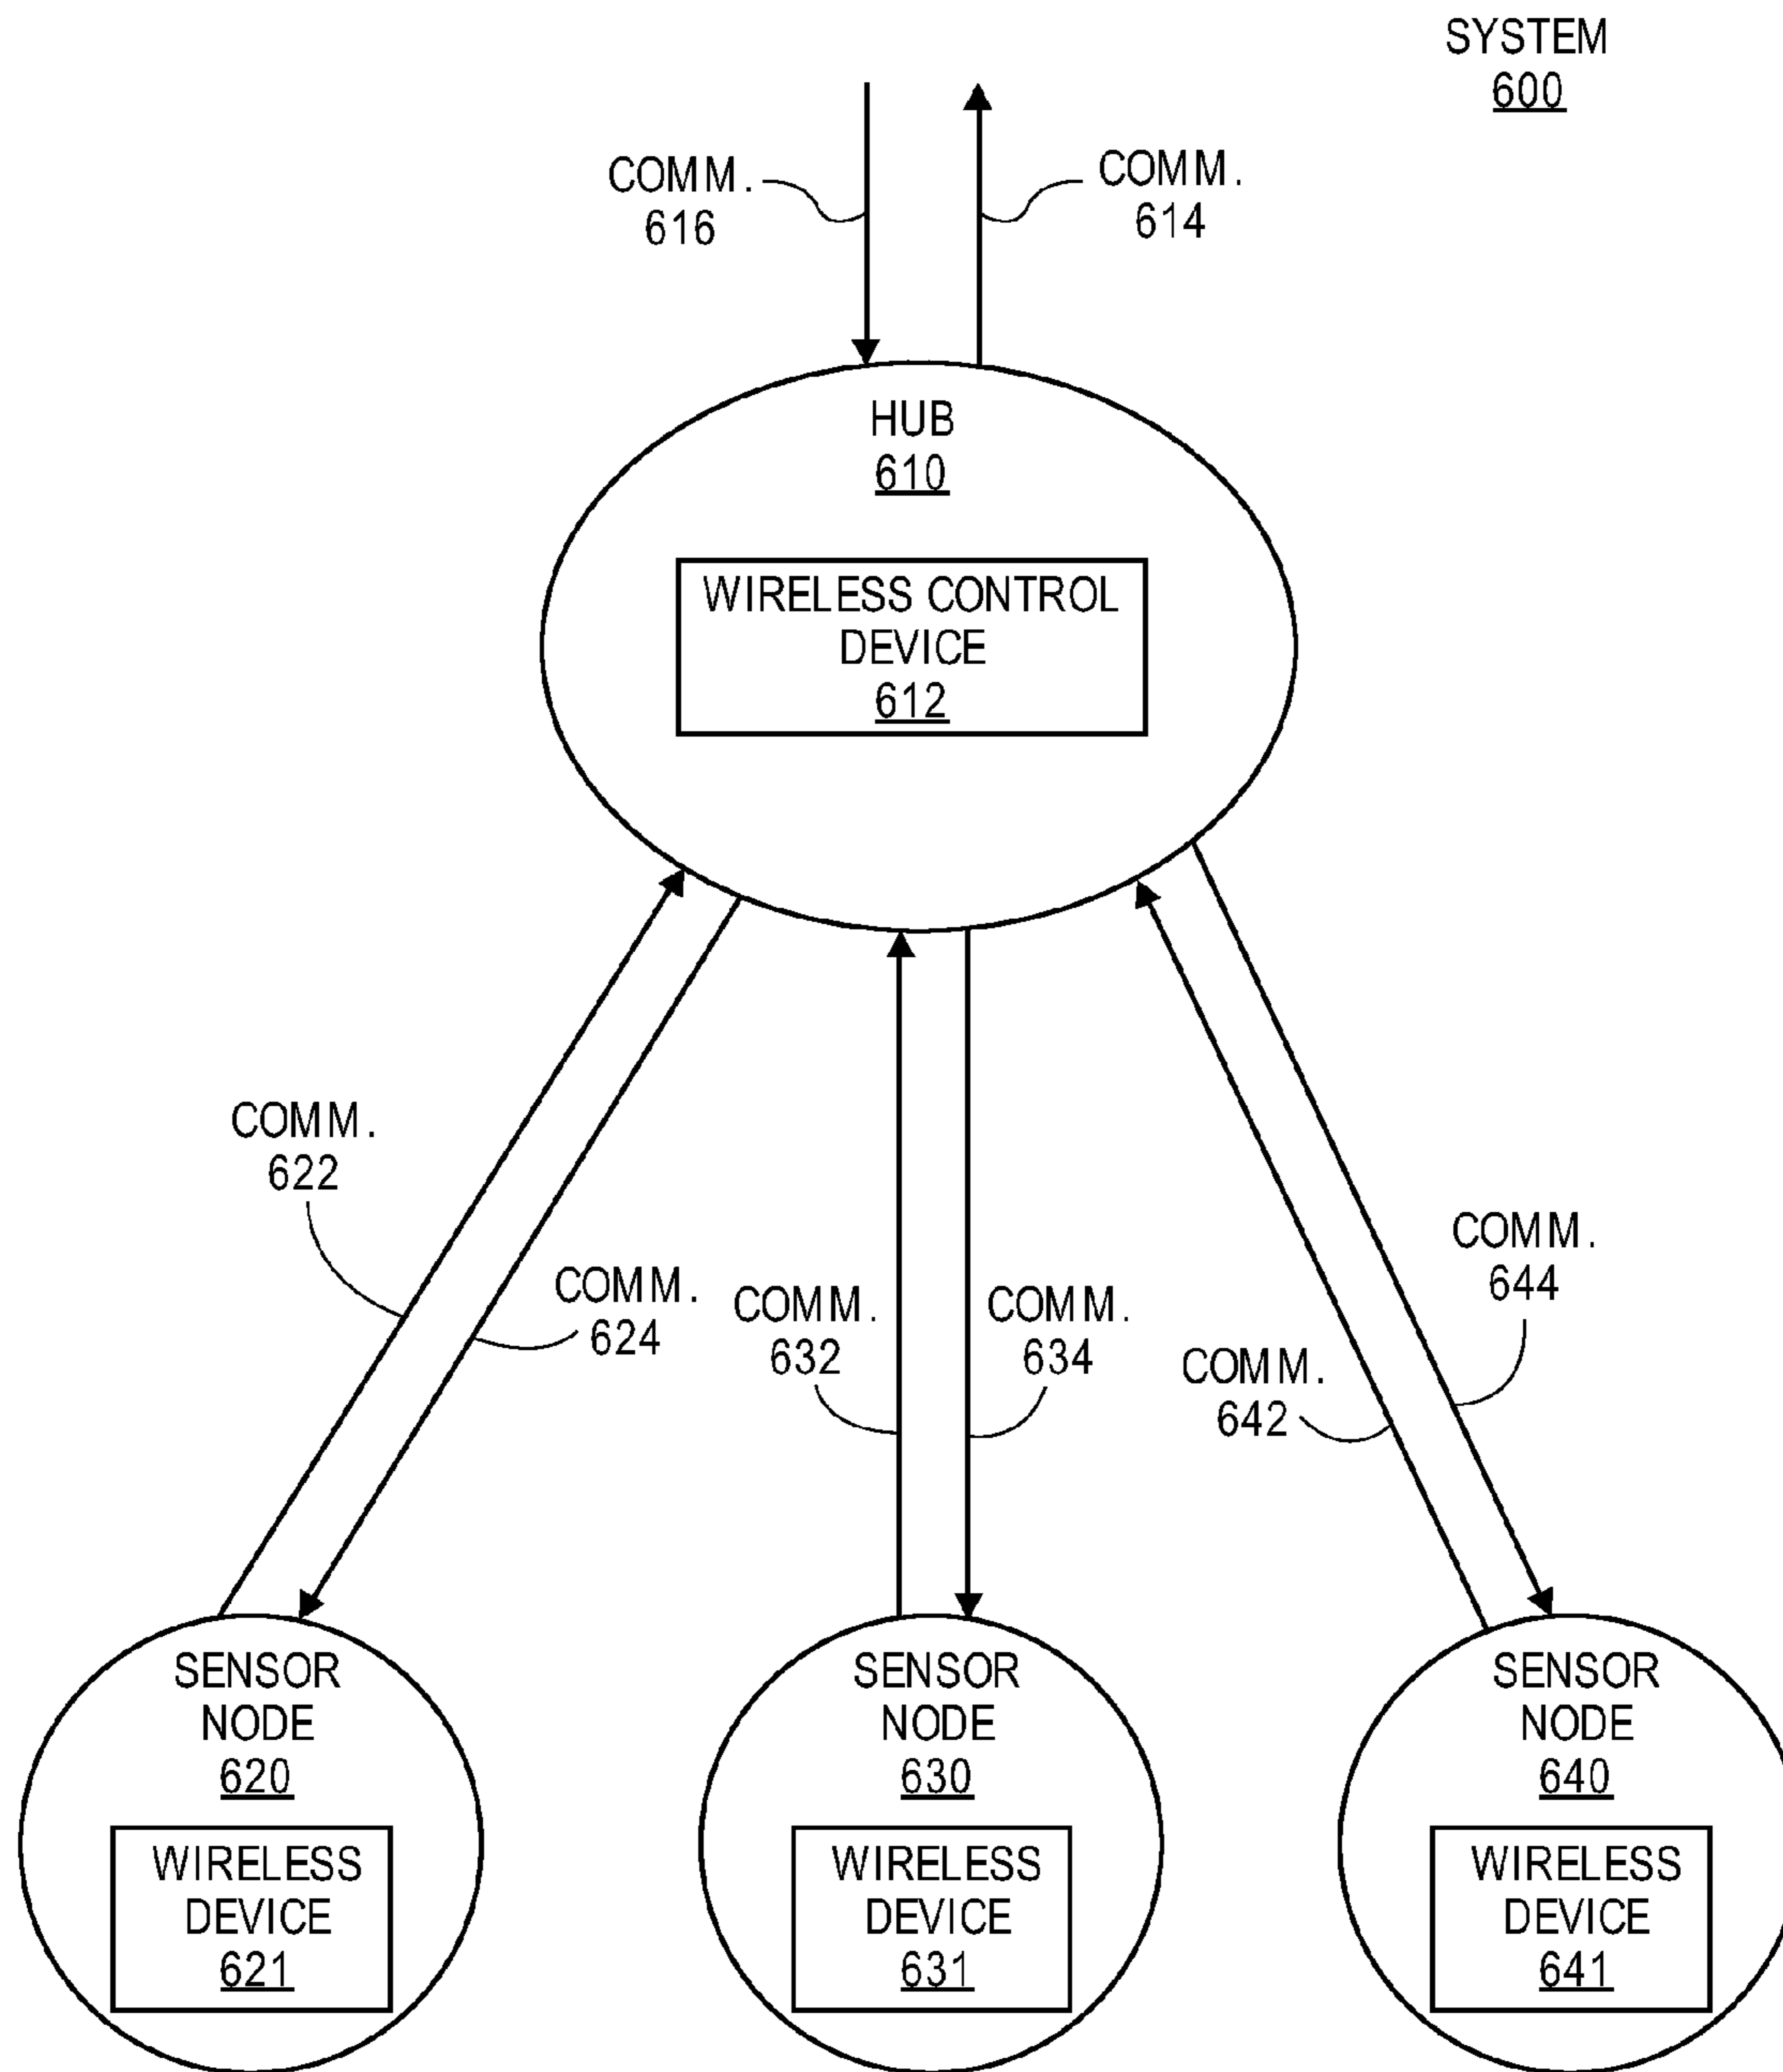 SYSTEM
600
COMM.
616
COMM.
614
HUB
610
WIRELESS CONTROL
DEVICE
612
COMM.
622
COMM.
624
COMM.
632
COMM.
634
COMM.
644
COMM.
642
SENSOR
NODE
620
WIRELESS
DEVICE
621
SENSOR
NODE
630
WIRELESS
DEVICE
631
SENSOR
NODE
640
WIRELESS
DEVICE
641